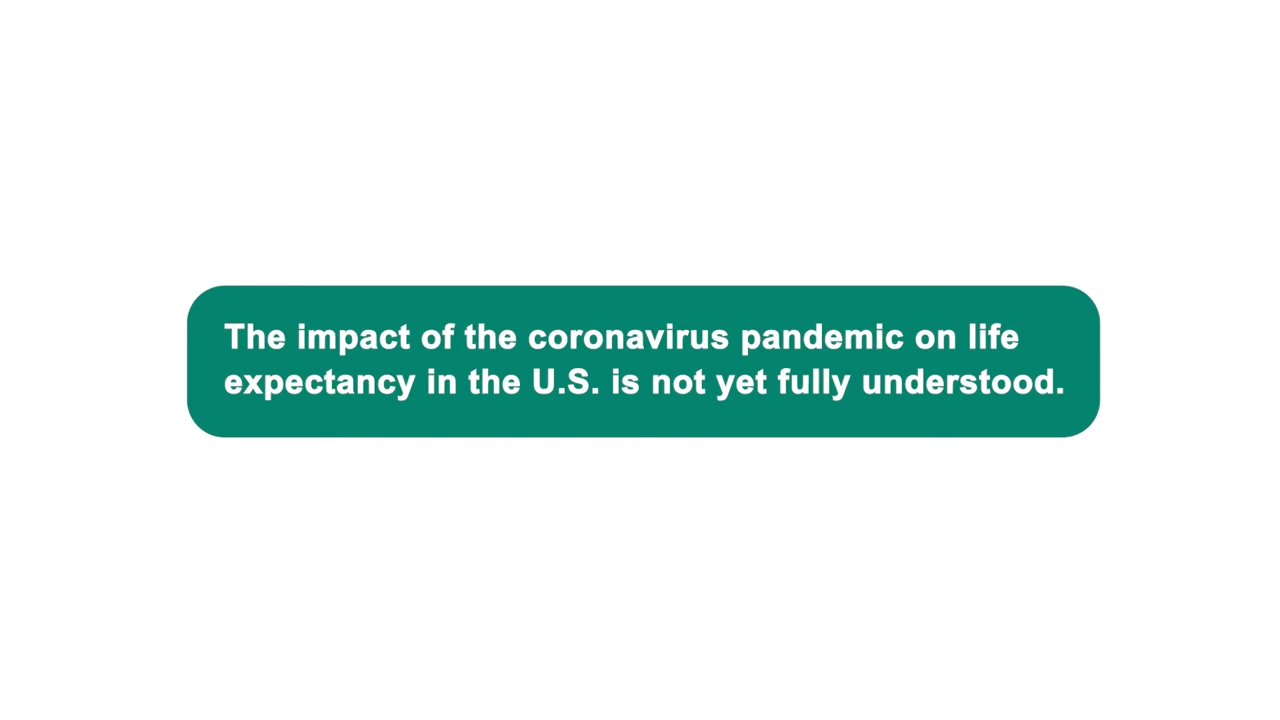 The impact of the coronavirus pandemic on life
expectancy in the U.S. is not yet fully understood.